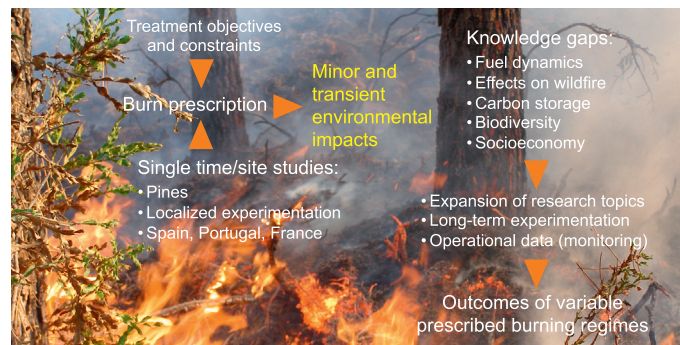 Treatment objectives
and constraints
Burn prescription
Minor and
transient
environmental
impacts
Single time/site studies:
• Pines
• Localized experimentation
• Spain, Portugal, France
Knowledge gaps:
• Fuel dynamics
• Effects on wildfire
• Carbon storage
• Biodiversity
• Socioeconomy
• Expansion of research topics
• Long-term experimentation
• Operational data (monitoring)
Outcomes of variable
prescribed burning regimes